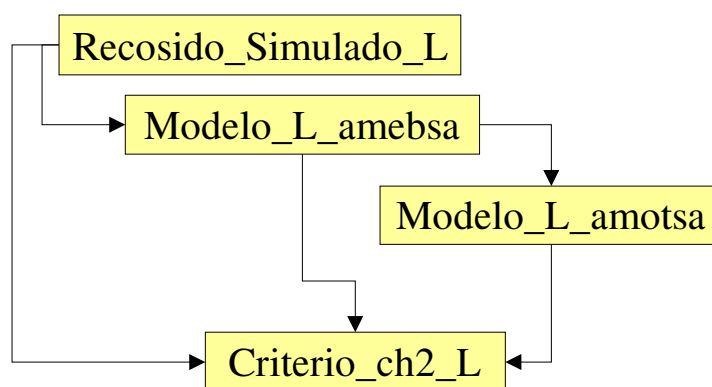 Recosido_Simulado_L
Modelo_L_amebsa
Modelo_L_amotsa
Criterio_ch2_L